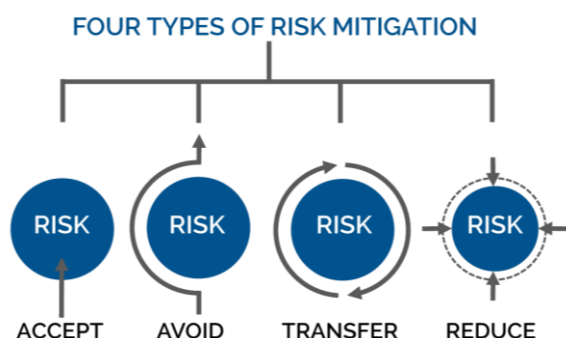 FOUR TYPES OF RISK MITIGATION
RISK RISK RISK RISK
ACCEPT AVOID TRANSFER REDUCE